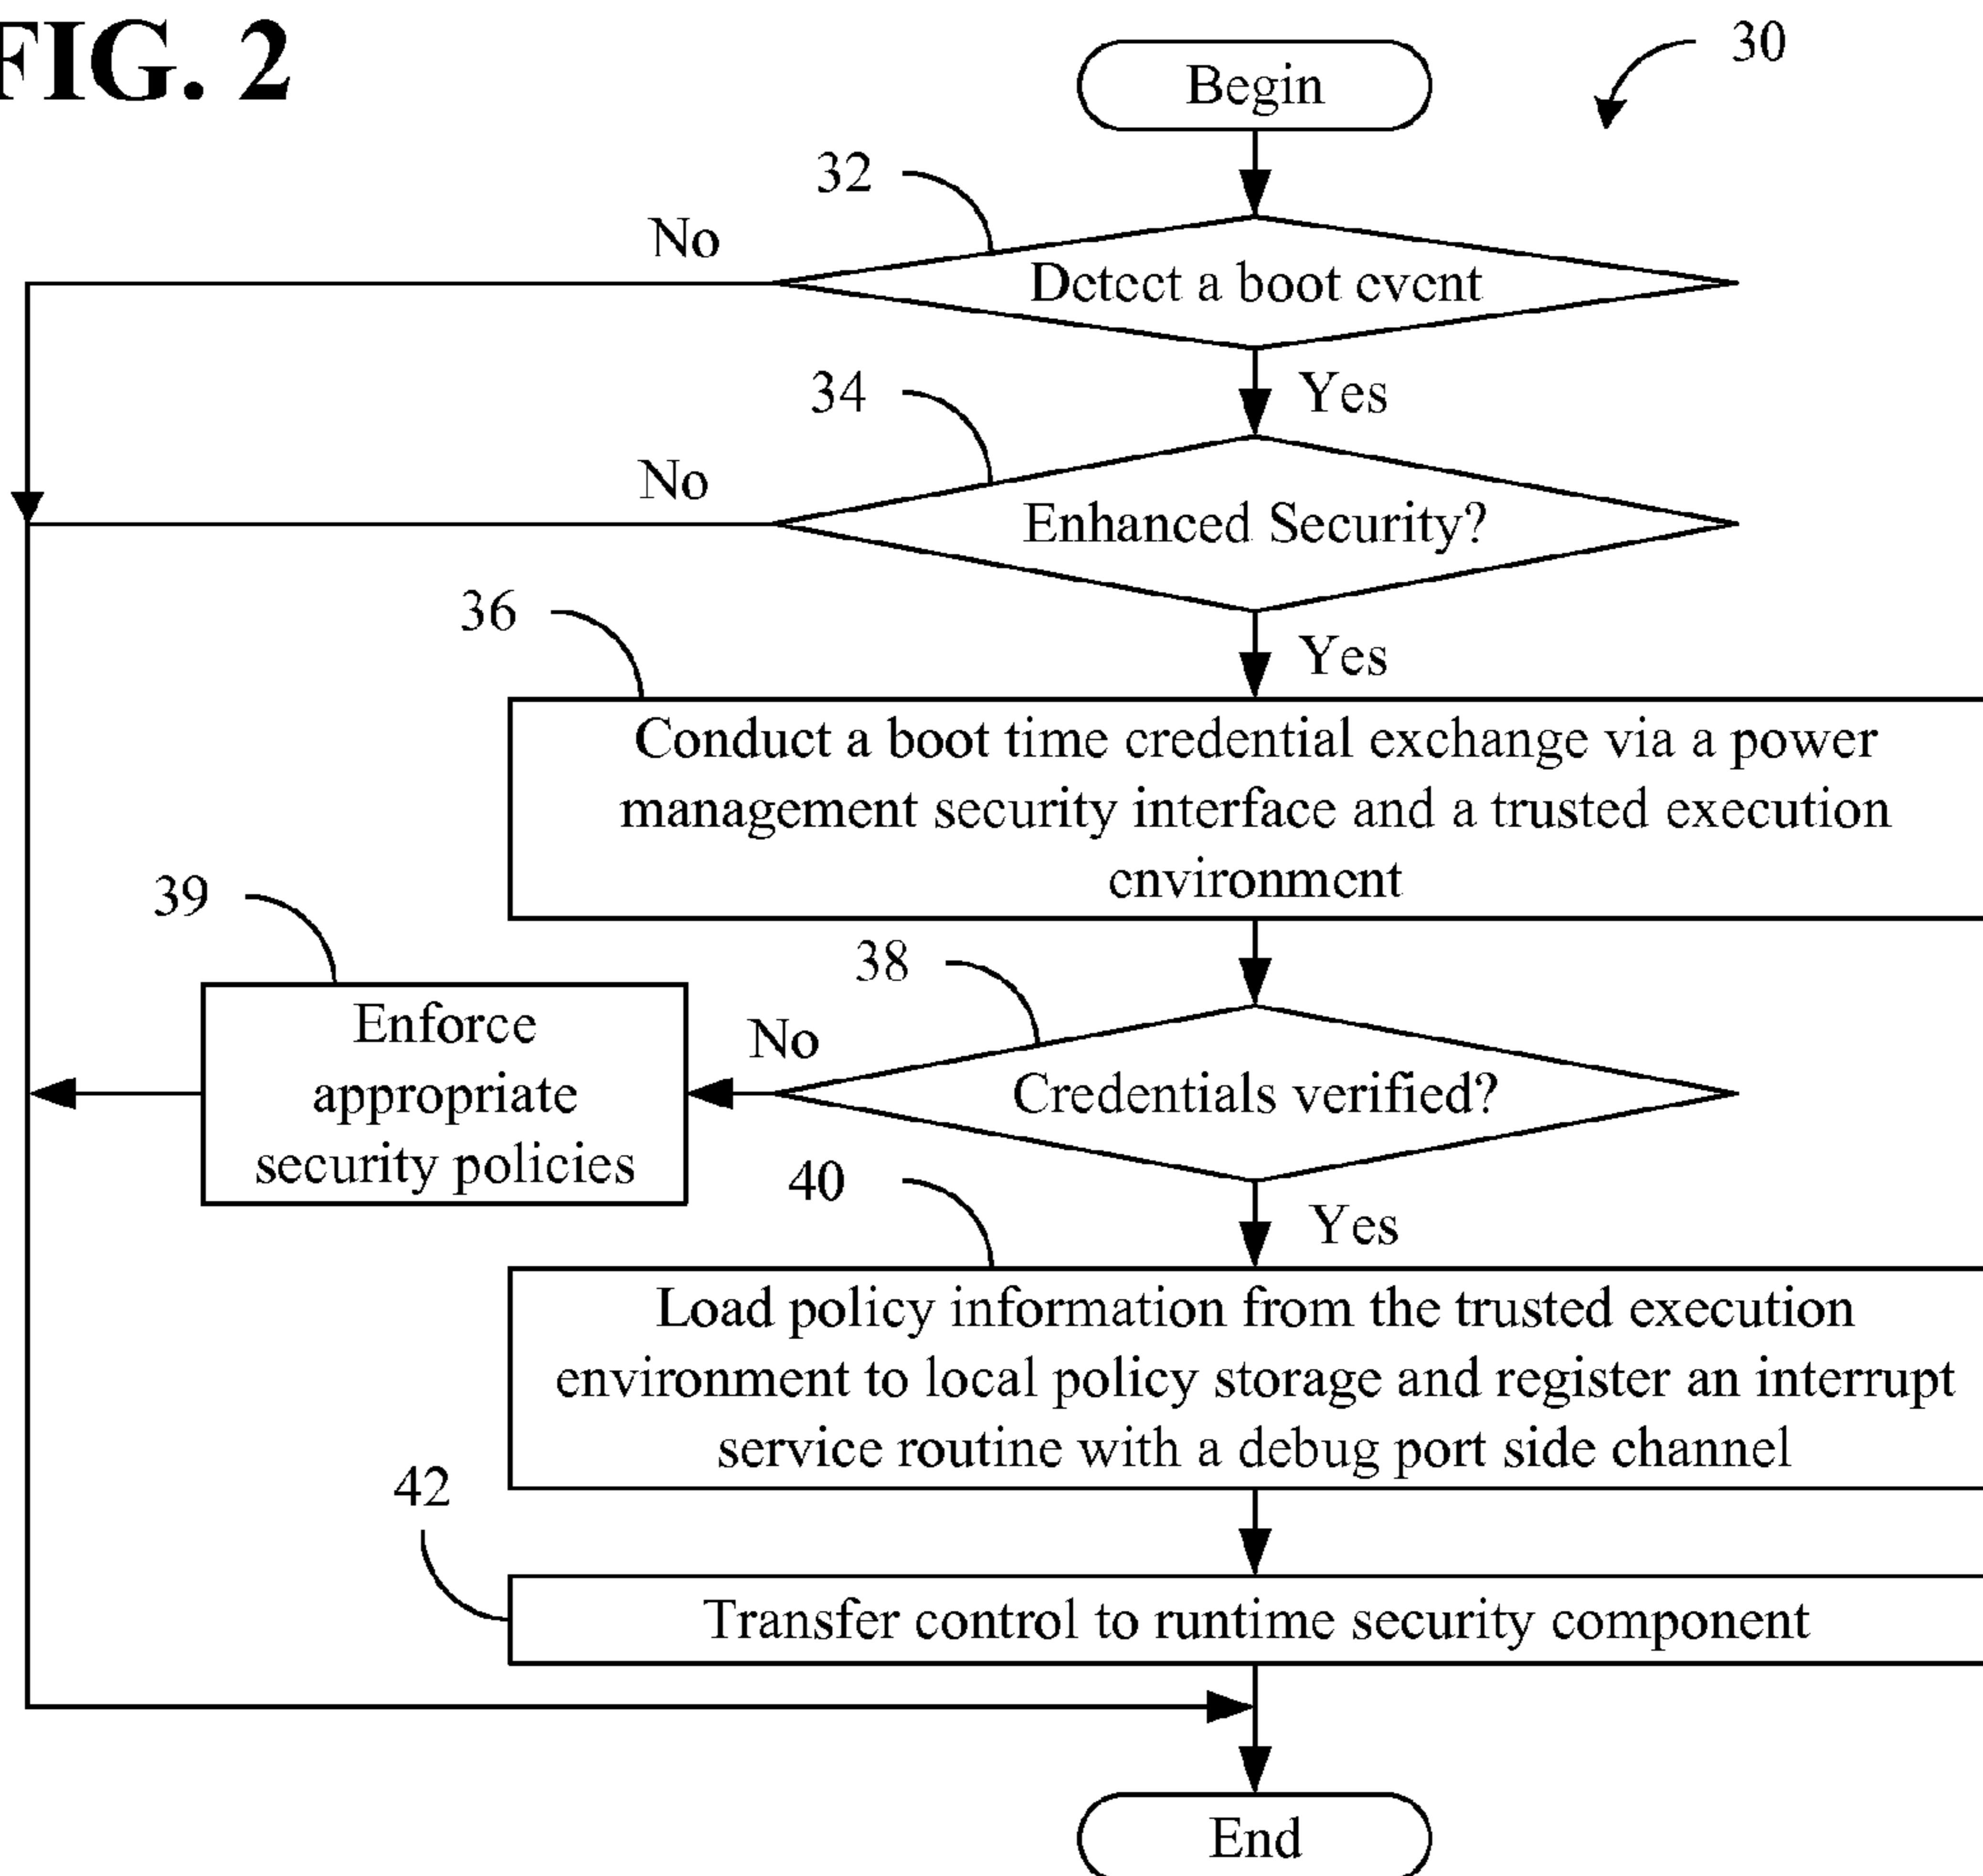 FIG. 2
Begin
30
32
No
Detect a boot event
34
Yes
No
Enhanced Security?
36
Yes
Conduct a boot time credential exchange via a power
management security interface and a trusted execution
environment
39
38
Enforce
appropriate
security policies
No
Credentials verified?
40
Yes
Load policy information from the trusted execution
environment to local policy storage and register an interrupt
service routine with a debug port side channel
42
Transfer control to runtime security component
End